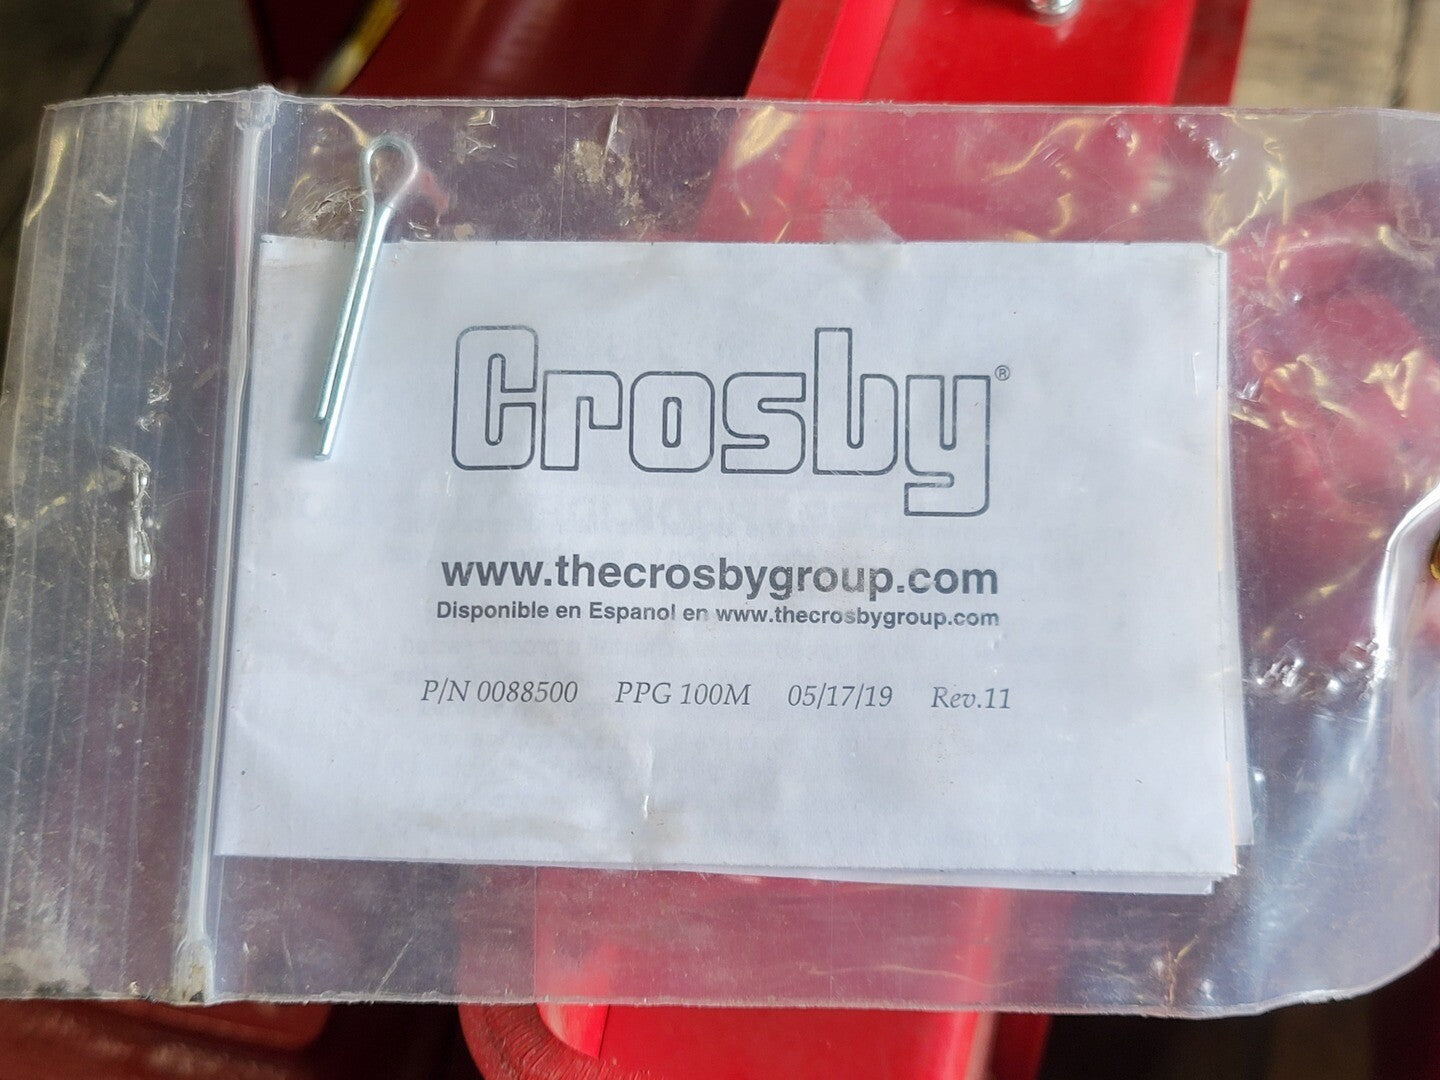 Crosby®
www.thecrosbygroup.com
Disponible en Espanol en www.thecrosbygroup.com
P/N 0088500 PPG 100M 05/17/19 Rev.11